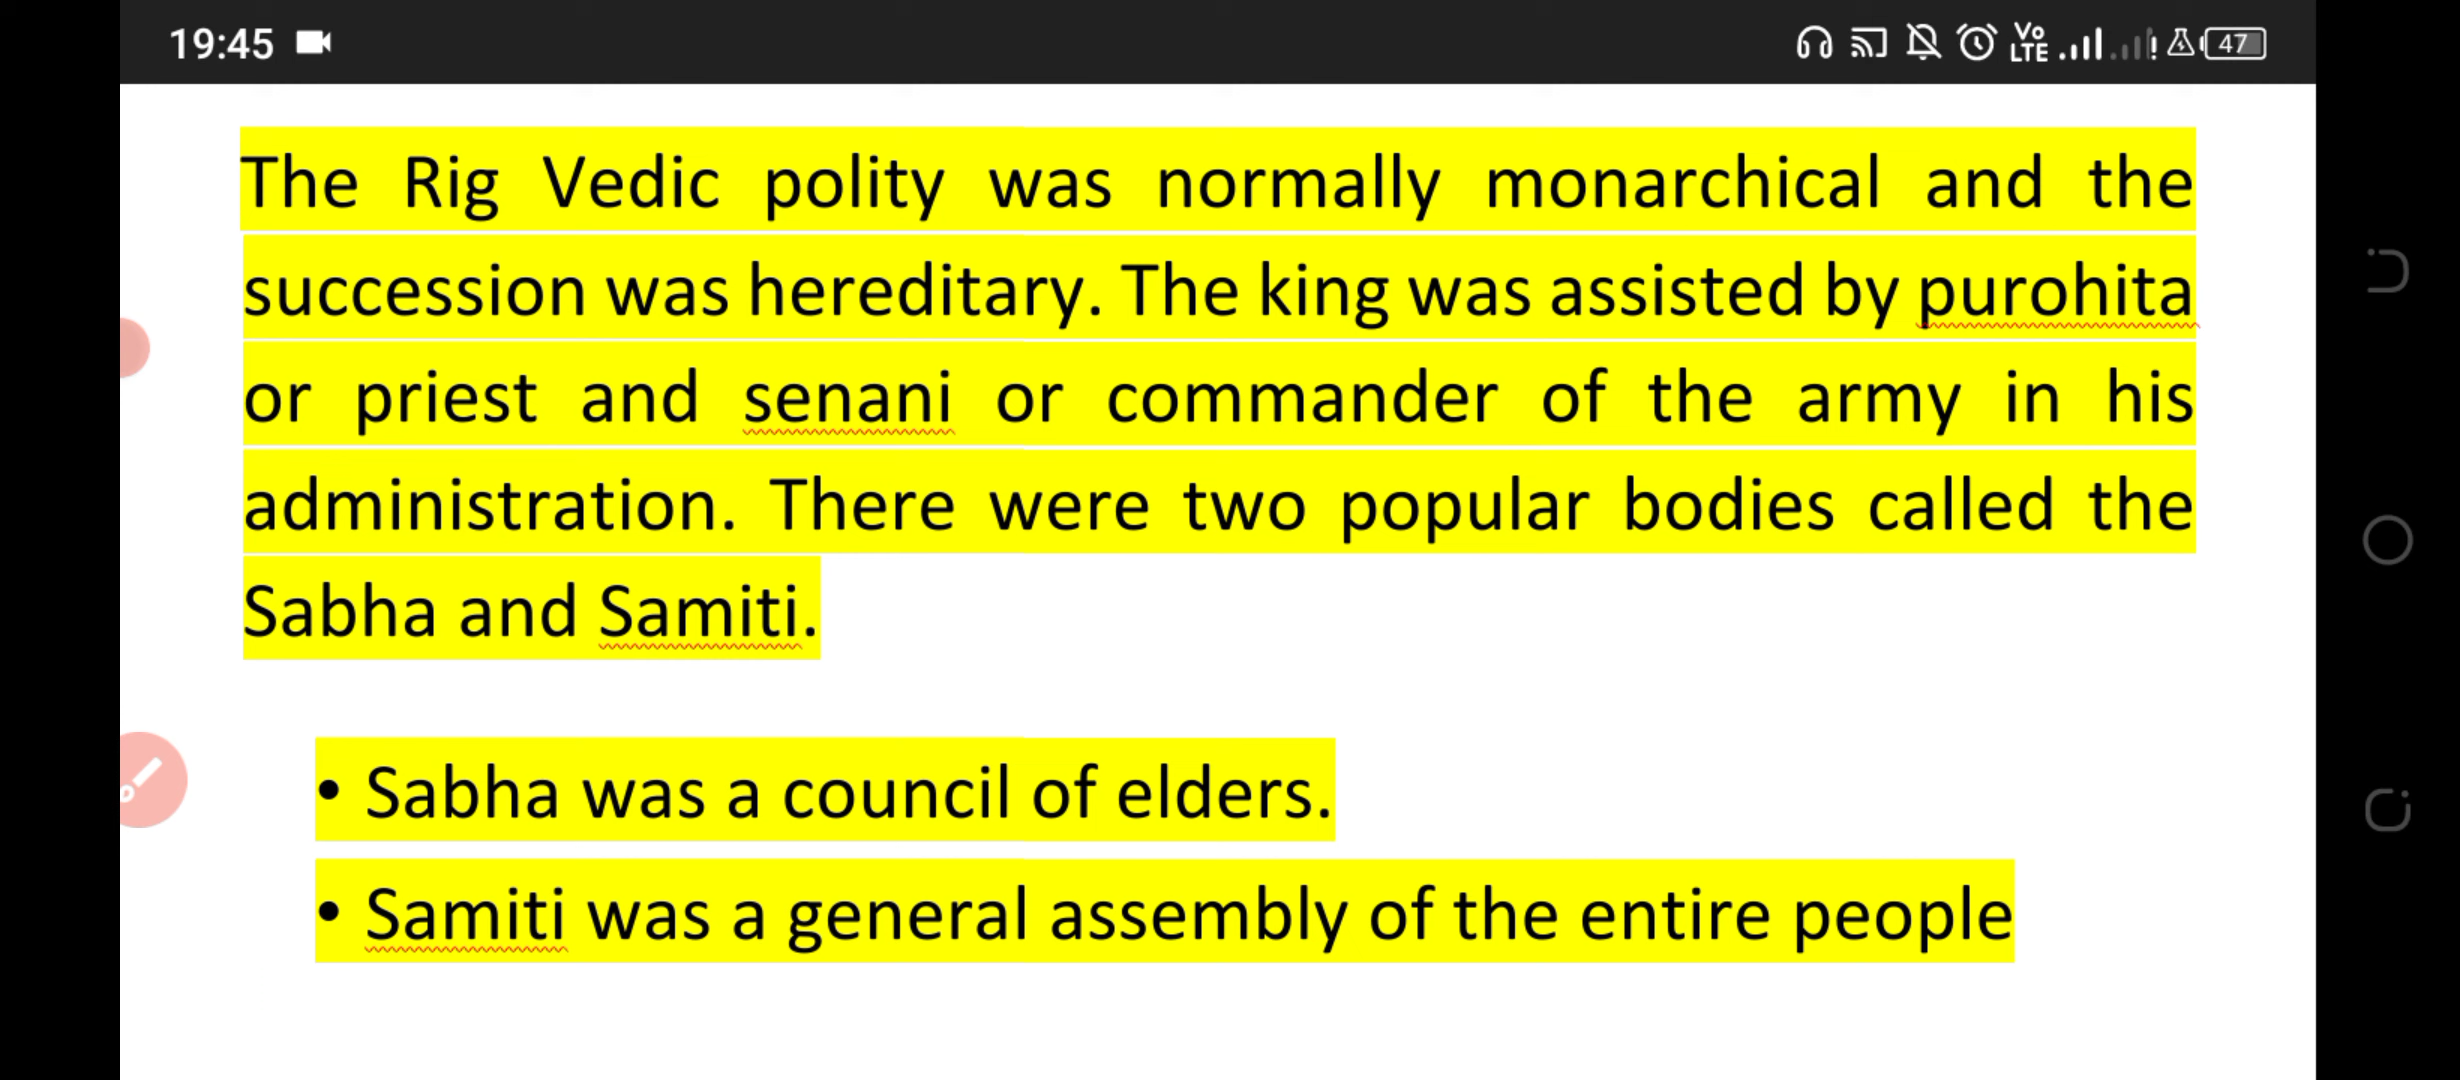 19:45 Vo LTE 47
The Rig Vedic polity was normally monarchical and the
succession was hereditary. The king was assisted by purohita
or priest and senani or commander of the army in his
administration. There were two popular bodies called the
Sabha and Samiti.
• Sabha was a council of elders.
• Samiti was a general assembly of the entire people